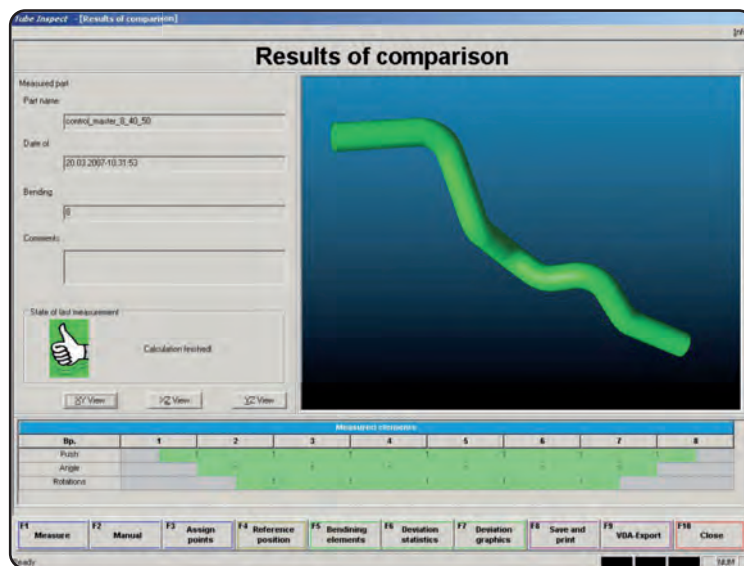 Tube Inspect - [Results of comparison]
Info
Results of comparison
Measured part
Part name
control_master_8_40_50
Date of
20.03.2007-10:31:53
Bending
8
Comments
State of last measurement
Calculation finished!
XY View XZ View YZ View
Measured elements
Bp. 1 2 3 4 5 6 7 8
Push
Angle
Rotations
F1 Measure F2 Manual F3 Assign points F4 Reference position F5 Bendining elements F6 Deviation statistics F7 Deviation graphics F8 Save and print F9 VDA-Export F10 Close
Ready NUM